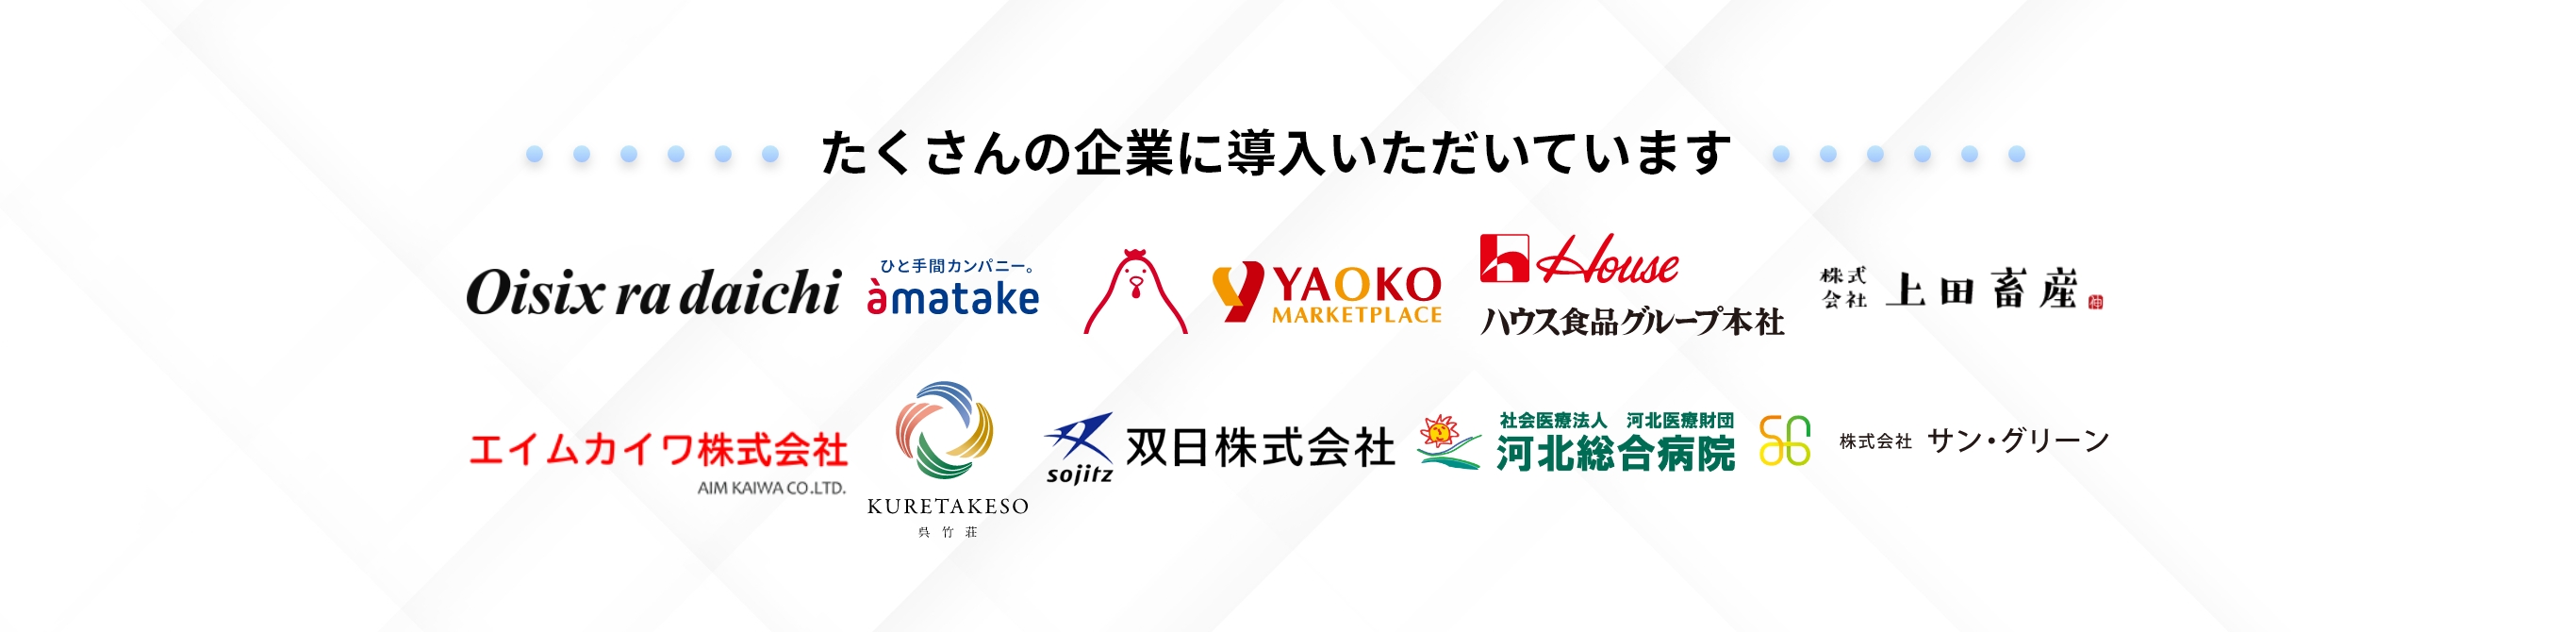 たくさんの企業に導入いただいています
Oisix ra daichi
ひと手間カンパニー。
àmatake
YAOKO
MARKETPLACE
House
ハウス食品グループ本社
株式
会社
上田畜産
エイムカイワ株式会社
AIM KAIWA CO.LTD.
KURETAKESO
呉竹荘
sojitz
双日株式会社
社会医療法人 河北医療財団
河北総合病院
株式会社 サン・グリーン